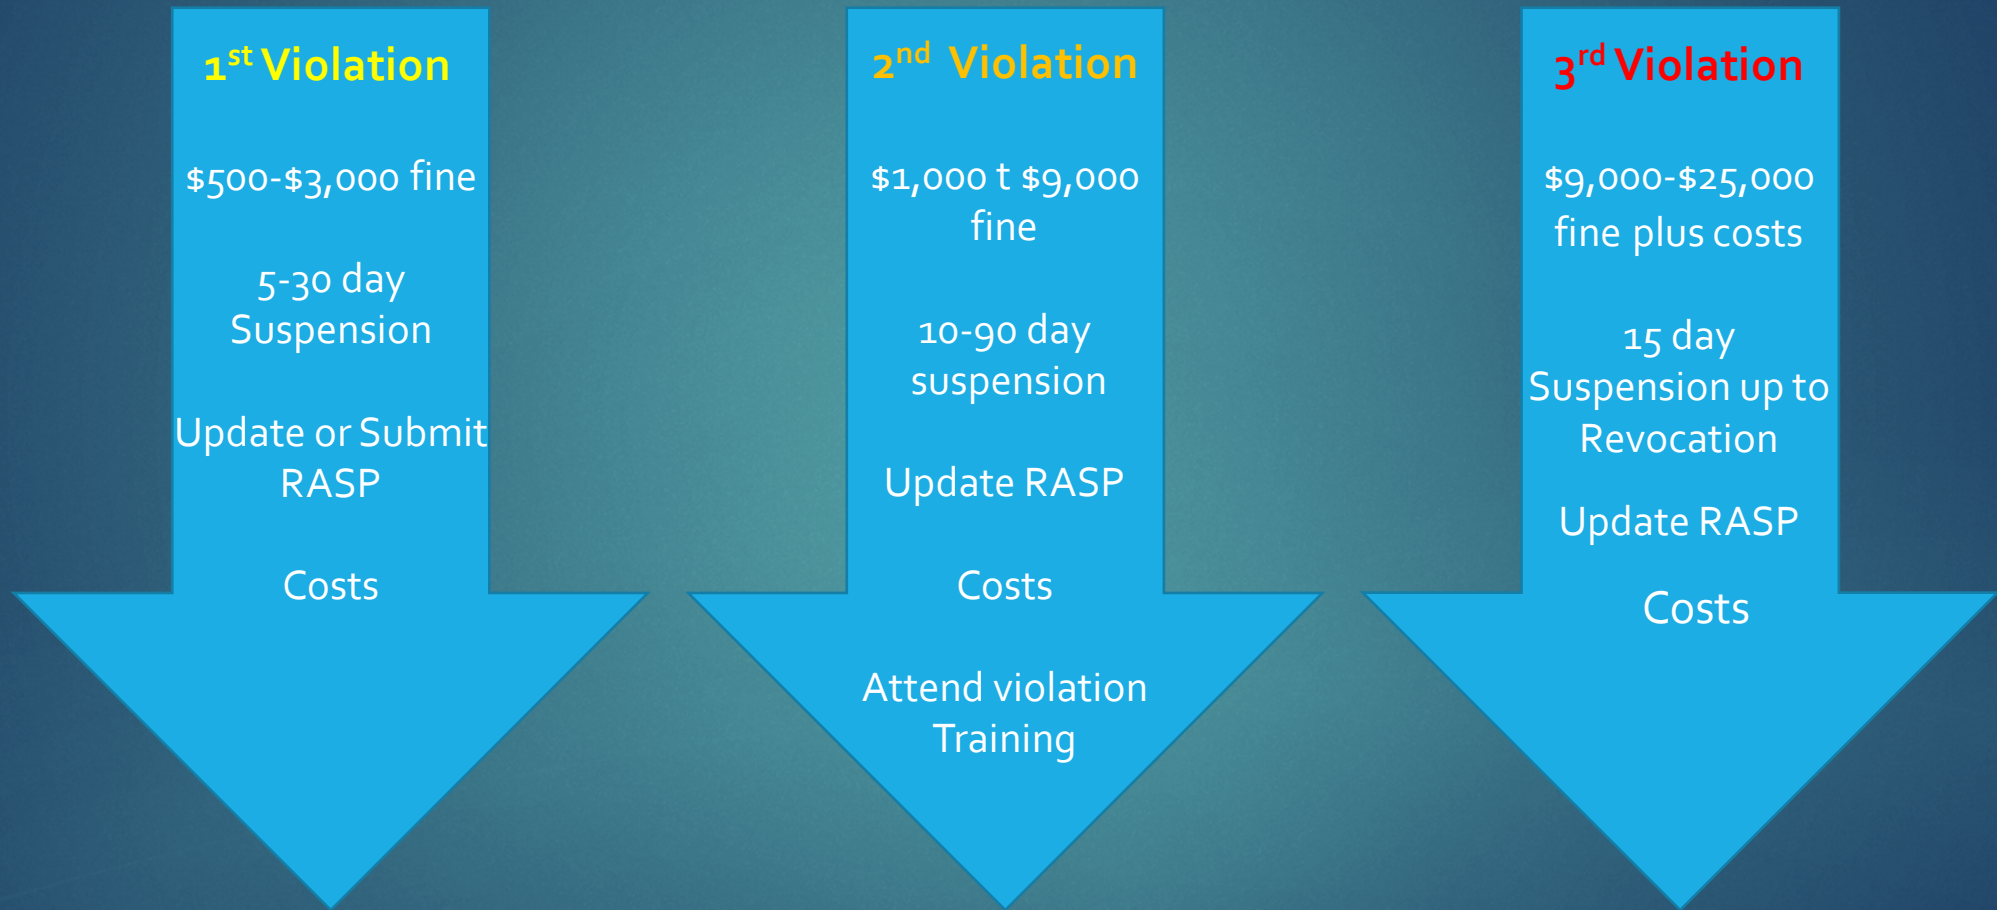 1st Violation
$500-$3,000 fine
5-30 day
Suspension
Update or Submit
RASP
Costs
2nd Violation
$1,000 t $9,000
fine
10-90 day
suspension
Update RASP
Costs
Attend violation
Training
3rd Violation
$9,000-$25,000
fine plus costs
15 day
Suspension up to
Revocation
Update RASP
Costs